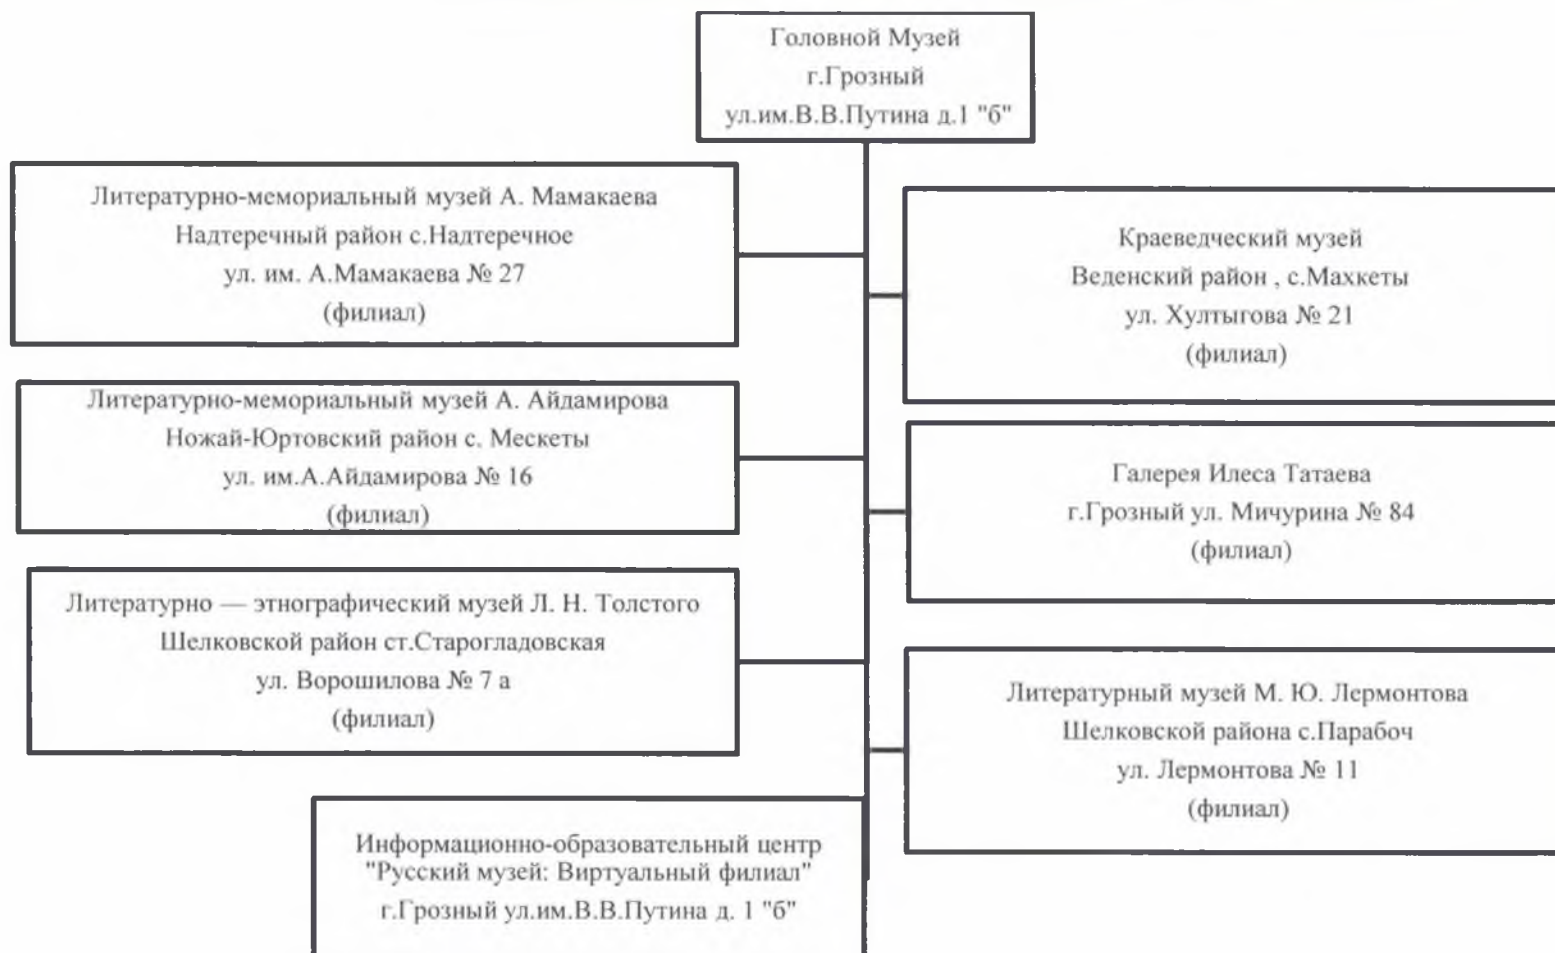 Головной Музей
г.Грозный
ул.им.В.В.Путина д.1 "б"
Литературно-мемориальный музей А. Мамакаева
Надтеречный район с.Надтеречное
ул. им. А.Мамакаева № 27
(филиал)
Краеведческий музей
Веденский район , с.Махкеты
ул. Хултыгова № 21
(филиал)
Литературно-мемориальный музей А. Айдамирова
Ножай-Юртовский район с. Мескеты
ул. им.А.Айдамирова № 16
(филиал)
Галерея Илеса Татаева
г.Грозный ул. Мичурина № 84
(филиал)
Литературно — этнографический музей Л. Н. Толстого
Шелковской район ст.Старогладовская
ул. Ворошилова № 7 а
(филиал)
Литературный музей М. Ю. Лермонтова
Шелковской района с.Парабоч
ул. Лермонтова № 11
(филиал)
Информационно-образовательный центр
"Русский музей: Виртуальный филиал"
г.Грозный ул.им.В.В.Путина д. 1 "б"